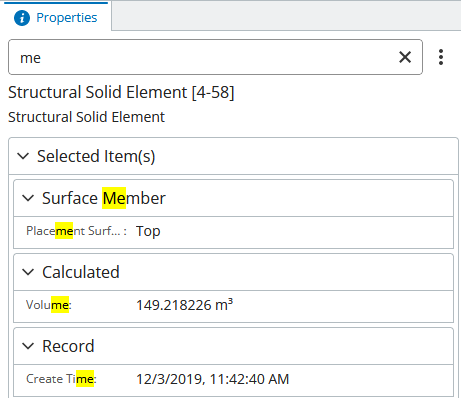 Properties
me
Structural Solid Element [4-58]
Structural Solid Element
Selected Item(s)
Surface Member
Placement Surf... : Top
Calculated
Volume: 149.218226 m³
Record
Create Time: 12/3/2019, 11:42:40 AM